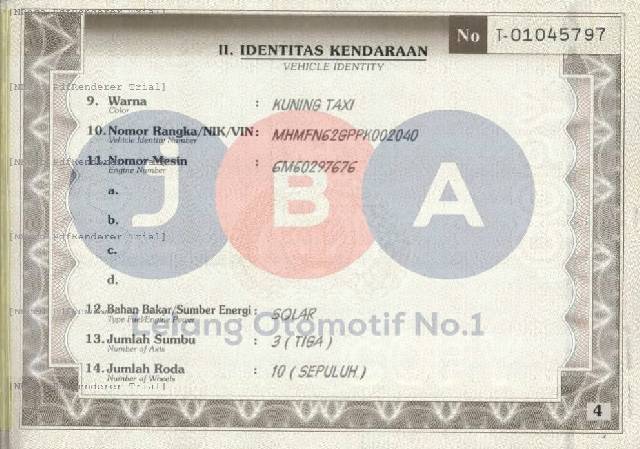 No T-01045797
II. IDENTITAS KENDARAAN
VEHICLE IDENTITY
9. Warna : KUNING TAXI
Color
10. Nomor Rangka/NIK/VIN : MHMFN62GPPK002040
Vehicle Identity Number
11. Nomor Mesin : 6M60297676
Engine Number
a.
b.
c.
d.
J B A
12. Bahan Bakar/Sumber Energi : SOLAR
Type Fuel/Engine Power
Lelang Otomotif No.1
13. Jumlah Sumbu : 3 ( TIGA )
Number of Axis
14. Jumlah Roda : 10 ( SEPULUH )
Number of Wheels
4